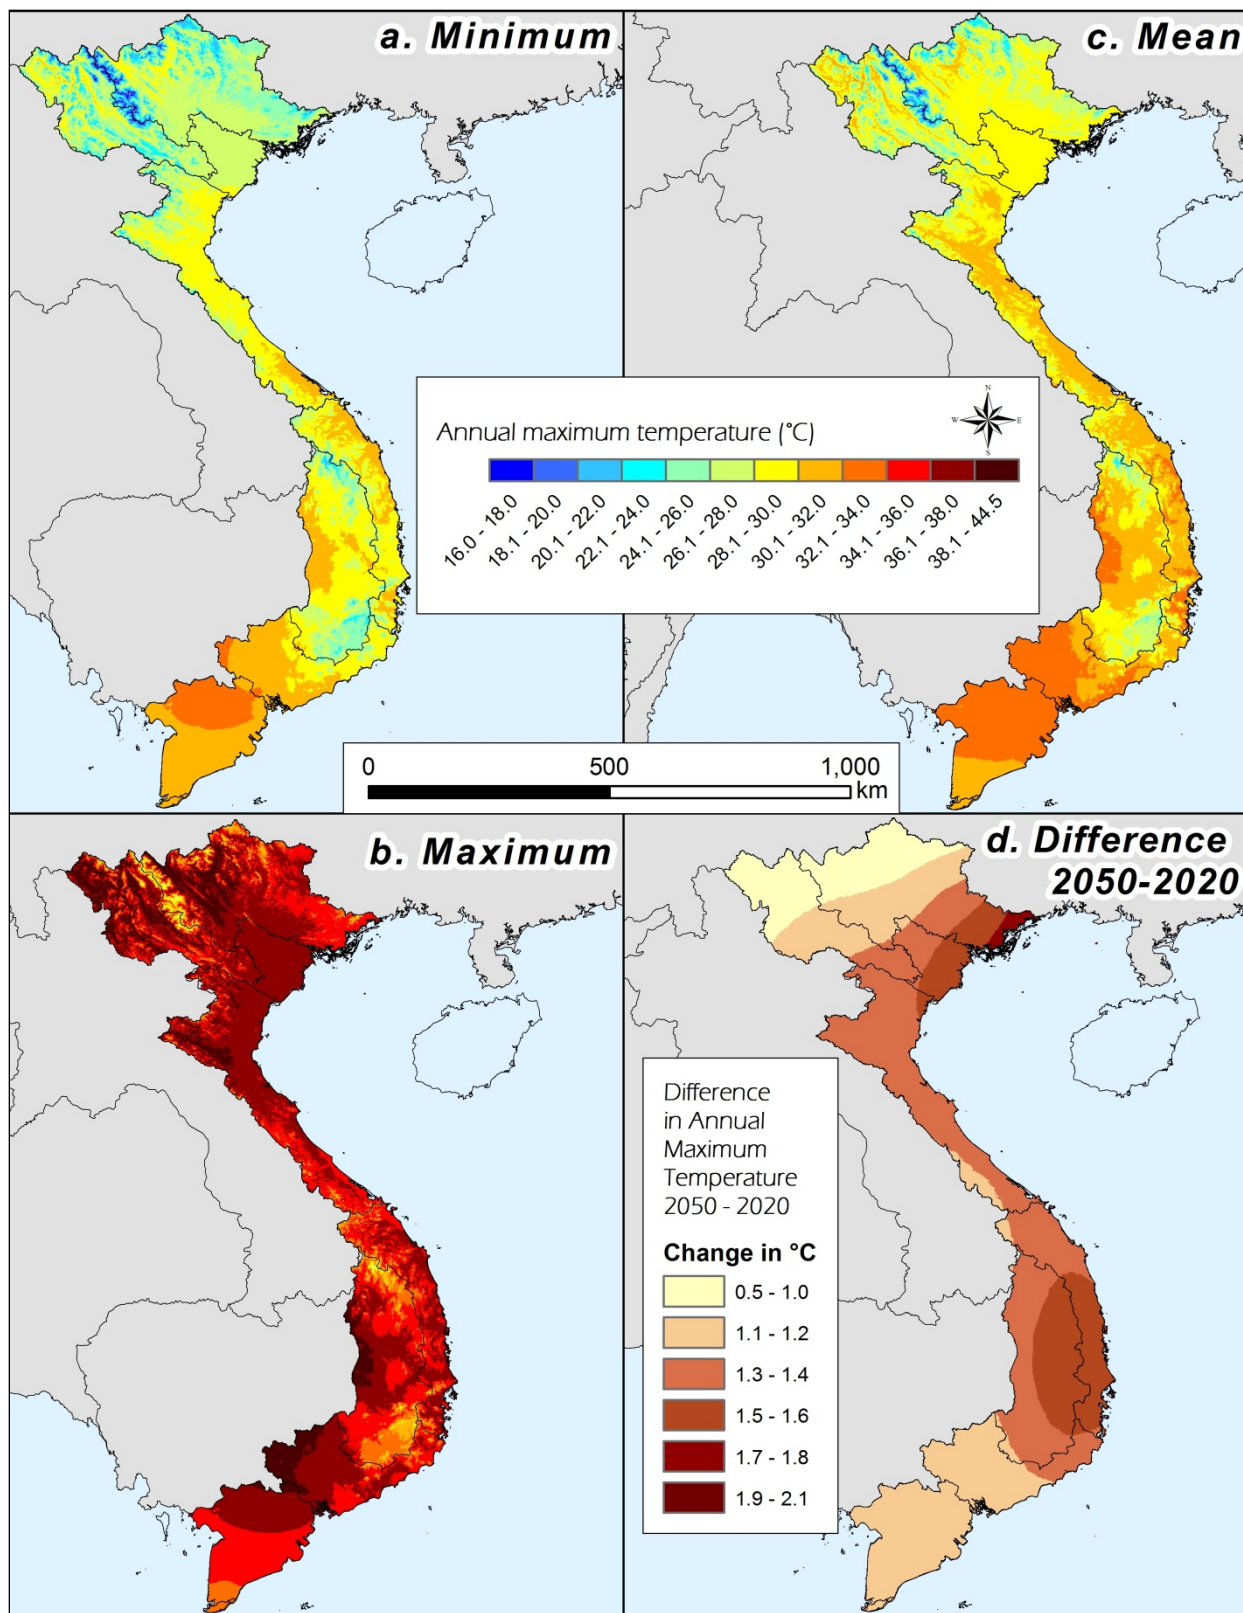 a. Minimum
c. Mean
N
W E
S
Annual maximum temperature (°C)
16.0 - 18.0
18.1 - 20.0
20.1 - 22.0
22.1 - 24.0
24.1 - 26.0
26.1 - 28.0
28.1 - 30.0
30.1 - 32.0
32.1 - 34.0
34.1 - 36.0
36.1 - 38.0
38.1 - 44.5
0 500 1,000
km
b. Maximum
d. Difference
2050-2020
Difference
in Annual
Maximum
Temperature
2050 - 2020
Change in °C
0.5 - 1.0
1.1 - 1.2
1.3 - 1.4
1.5 - 1.6
1.7 - 1.8
1.9 - 2.1